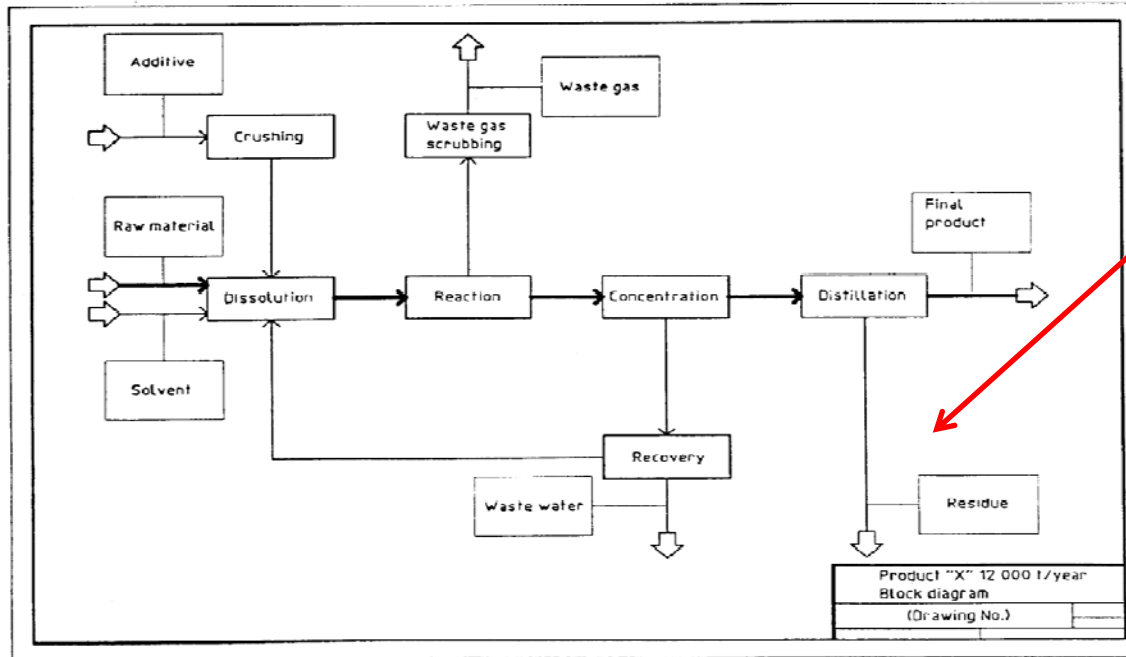 Additive
Waste gas
Crushing
Waste gas
scrubbing
Raw material
Final
product
Dissolution
Reaction
Concentration
Distillation
Solvent
Recovery
Waste water
Residue
Product "X" 12 000 t/year
Block diagram
(Drawing No.)